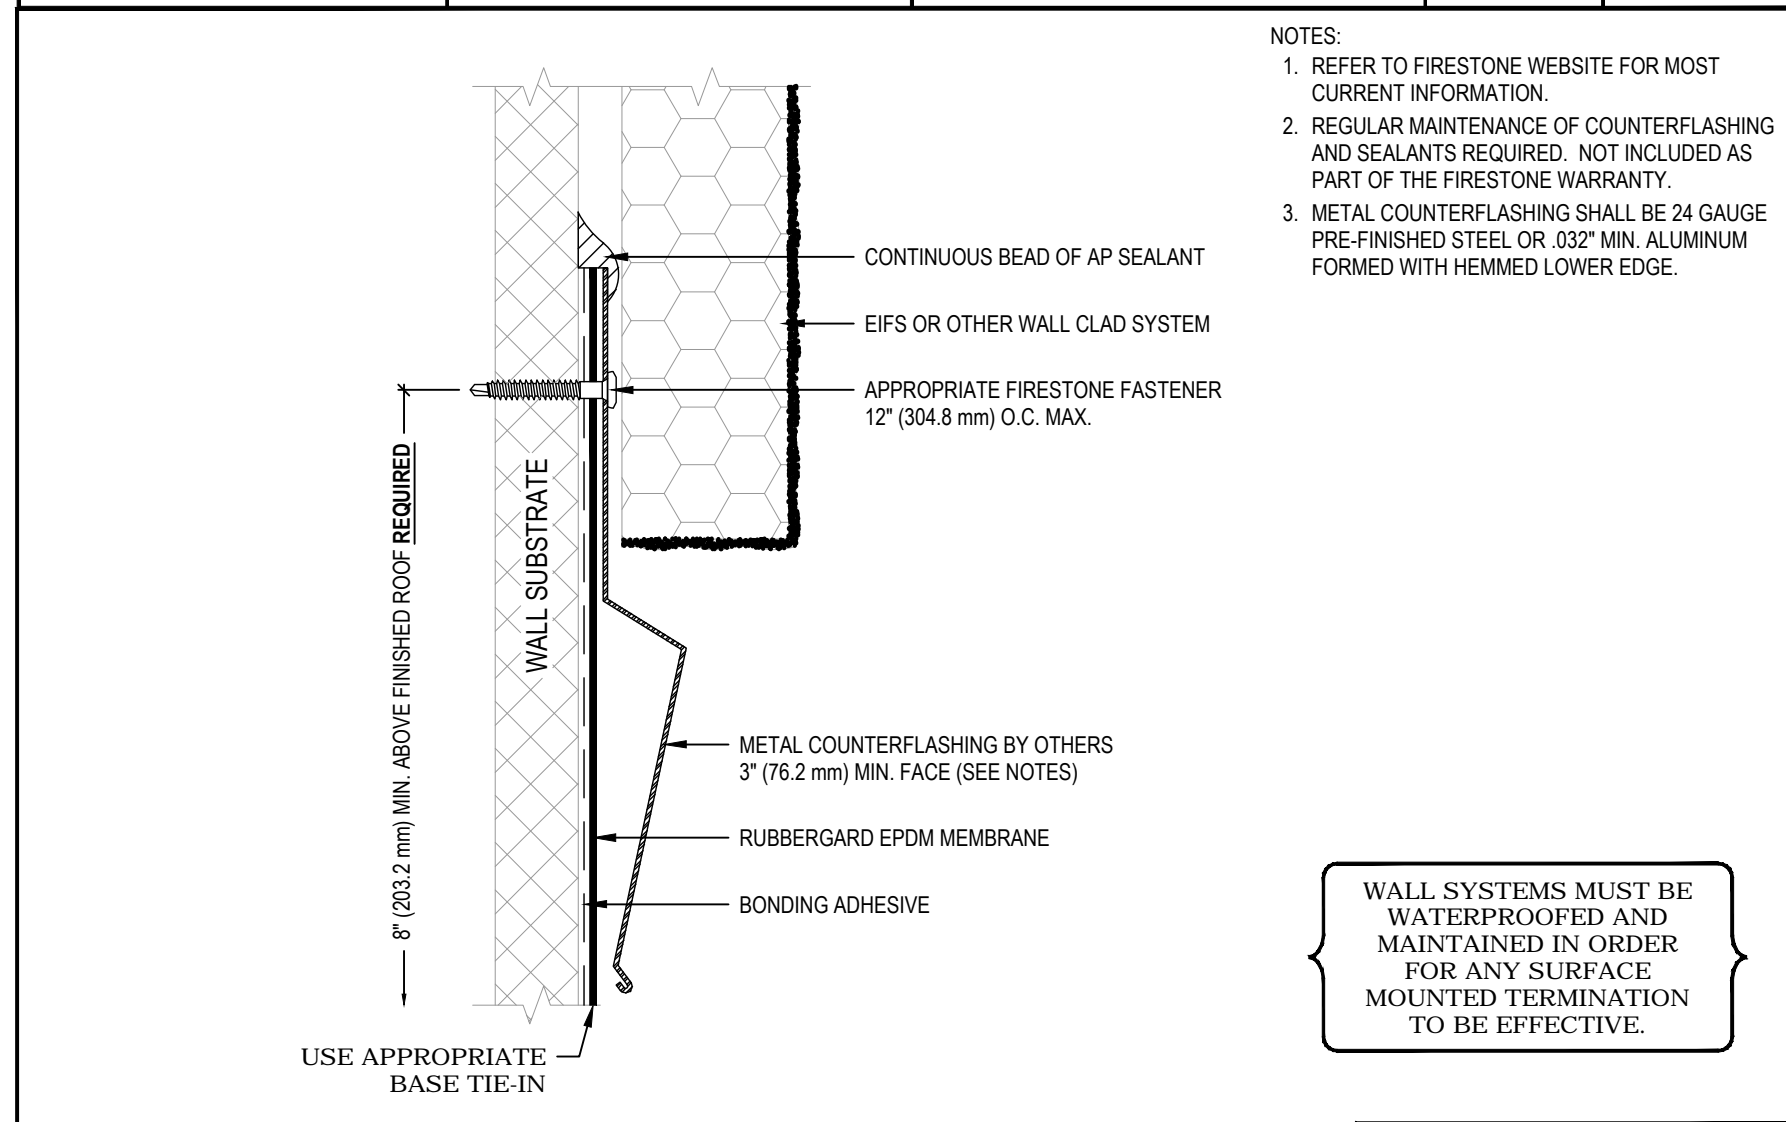 NOTES:
1. REFER TO FIRESTONE WEBSITE FOR MOST
CURRENT INFORMATION.
2. REGULAR MAINTENANCE OF COUNTERFLASHING
AND SEALANTS REQUIRED. NOT INCLUDED AS
PART OF THE FIRESTONE WARRANTY.
3. METAL COUNTERFLASHING SHALL BE 24 GAUGE
PRE-FINISHED STEEL OR .032" MIN. ALUMINUM
FORMED WITH HEMMED LOWER EDGE.
CONTINUOUS BEAD OF AP SEALANT
EIFS OR OTHER WALL CLAD SYSTEM
APPROPRIATE FIRESTONE FASTENER
12" (304.8 mm) O.C. MAX.
8" (203.2 mm) MIN. ABOVE FINISHED ROOF REQUIRED
WALL SUBSTRATE
METAL COUNTERFLASHING BY OTHERS
3" (76.2 mm) MIN. FACE (SEE NOTES)
RUBBERGARD EPDM MEMBRANE
BONDING ADHESIVE
USE APPROPRIATE
BASE TIE-IN
WALL SYSTEMS MUST BE
WATERPROOFED AND
MAINTAINED IN ORDER
FOR ANY SURFACE
MOUNTED TERMINATION
TO BE EFFECTIVE.